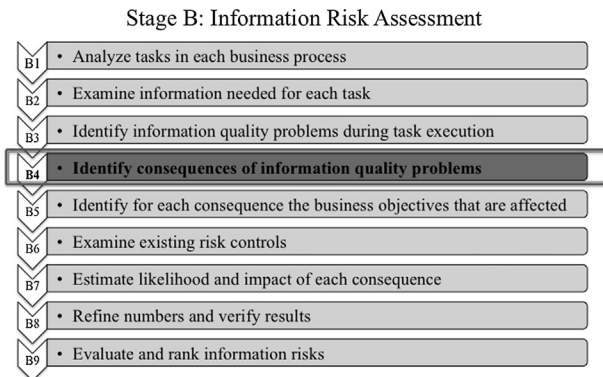 Stage B: Information Risk Assessment
B1 • Analyze tasks in each business process
B2 • Examine information needed for each task
B3 • Identify information quality problems during task execution
B4 • Identify consequences of information quality problems
B5 • Identify for each consequence the business objectives that are affected
B6 • Examine existing risk controls
B7 • Estimate likelihood and impact of each consequence
B8 • Refine numbers and verify results
B9 • Evaluate and rank information risks